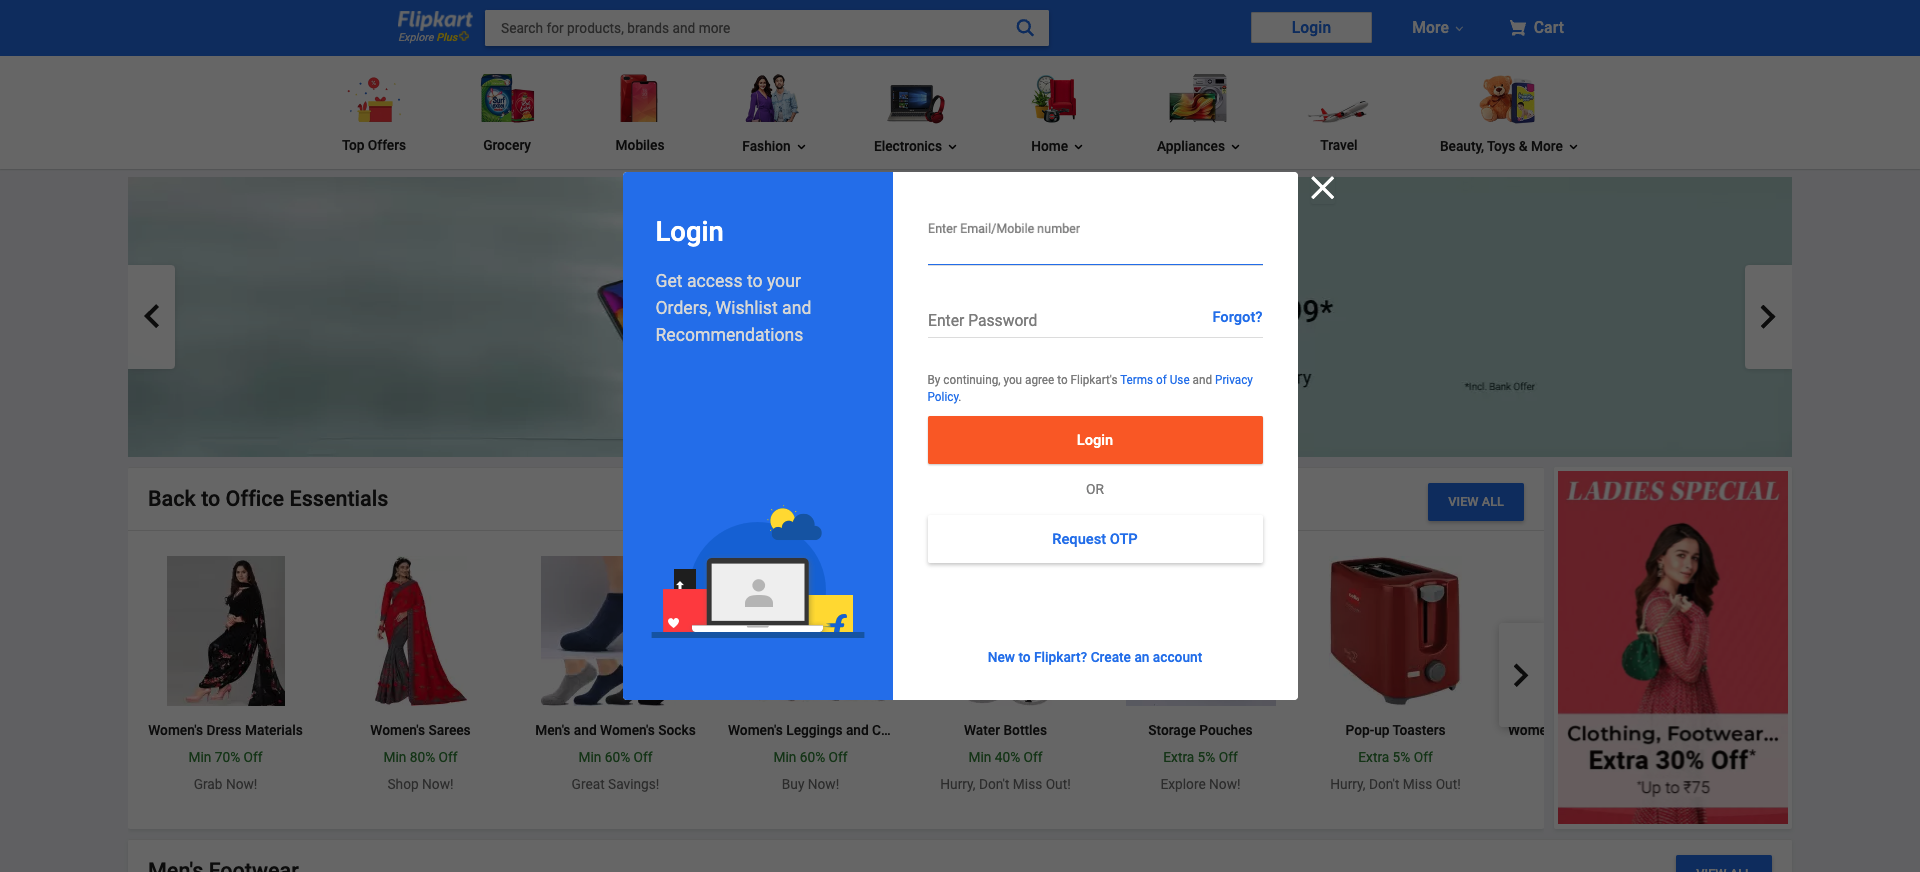 Flipkart
Explore Plus
Search for products, brands and more
Login
More
Cart
Top Offers
Grocery
Mobiles
Fashion
Electronics
Home
Appliances
Travel
Beauty, Toys & More
Login
Get access to your
Orders, Wishlist and
Recommendations
Enter Email/Mobile number
Enter Password
Forgot?
By continuing, you agree to Flipkart's Terms of Use and Privacy
Policy.
Login
OR
Request OTP
New to Flipkart? Create an account
9*
ry
*Incl. Bank Offer
Back to Office Essentials
VIEW ALL
Women's Dress Materials
Min 70% Off
Grab Now!
Women's Sarees
Min 80% Off
Shop Now!
Men's and Women's Socks
Min 60% Off
Great Savings!
Women's Leggings and C...
Min 60% Off
Buy Now!
Water Bottles
Min 40% Off
Hurry, Don't Miss Out!
Storage Pouches
Extra 5% Off
Explore Now!
Pop-up Toasters
Extra 5% Off
Hurry, Don't Miss Out!
Wome
LADIES SPECIAL
Clothing, Footwear...
Extra 30% Off*
*Up to ₹75
Men's Footwear
VIEW ALL